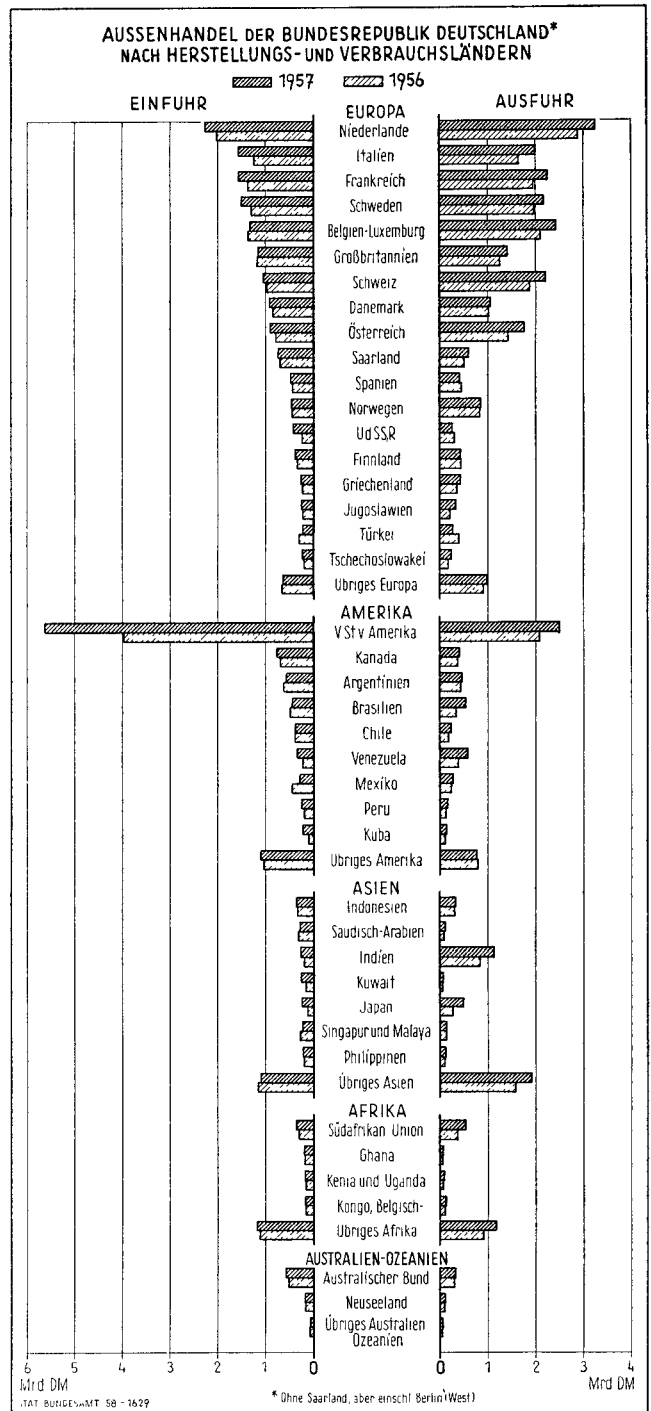 AUSSENHANDEL DER BUNDESREPUBLIK DEUTSCHLAND*
NACH HERSTELLUNGS- UND VERBRAUCHSLÄNDERN
1957 1956
EINFUHR
AUSFUHR
EUROPA
Niederlande
Italien
Frankreich
Schweden
Belgien-Luxemburg
Großbritannien
Schweiz
Danemark
Österreich
Saarland
Spanien
Norwegen
UdSSR
Finnland
Griechenland
Jugoslawien
Türkei
Tschechoslowakei
Übriges Europa
AMERIKA
V St v Amerika
Kanada
Argentinien
Brasilien
Chile
Venezuela
Mexiko
Peru
Kuba
Übriges Amerika
ASIEN
Indonesien
Saudisch-Arabien
Indien
Kuwait
Japan
Singapur und Malaya
Philippinen
Übriges Asien
AFRIKA
Südafrikan Union
Ghana
Kenia und Uganda
Kongo, Belgisch-
Übriges Afrika
AUSTRALIEN-OZEANIEN
Australischer Bund
Neuseeland
Übriges Australien
Ozeanien
6 5 4 3 2 1 0 0 1 2 3 4
Mrd DM Mrd DM
* Ohne Saarland, aber einschl Berlin (West)
STAT BUNDESAMT 58 - 1629